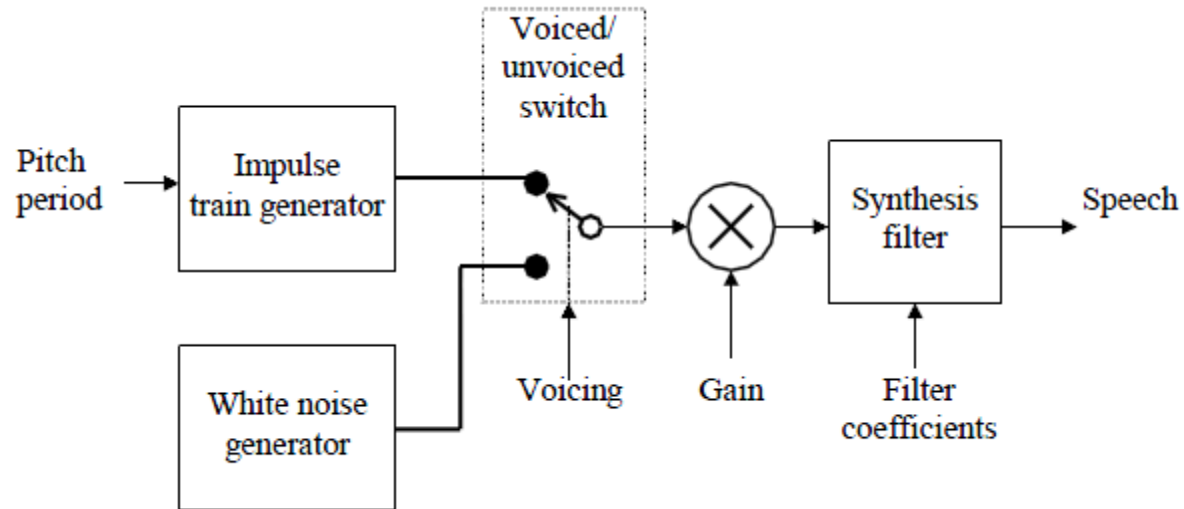 Voiced/
unvoiced
switch
Pitch
period
Impulse
train generator
Synthesis
filter
Speech
White noise
generator
Voicing
Gain
Filter
coefficients